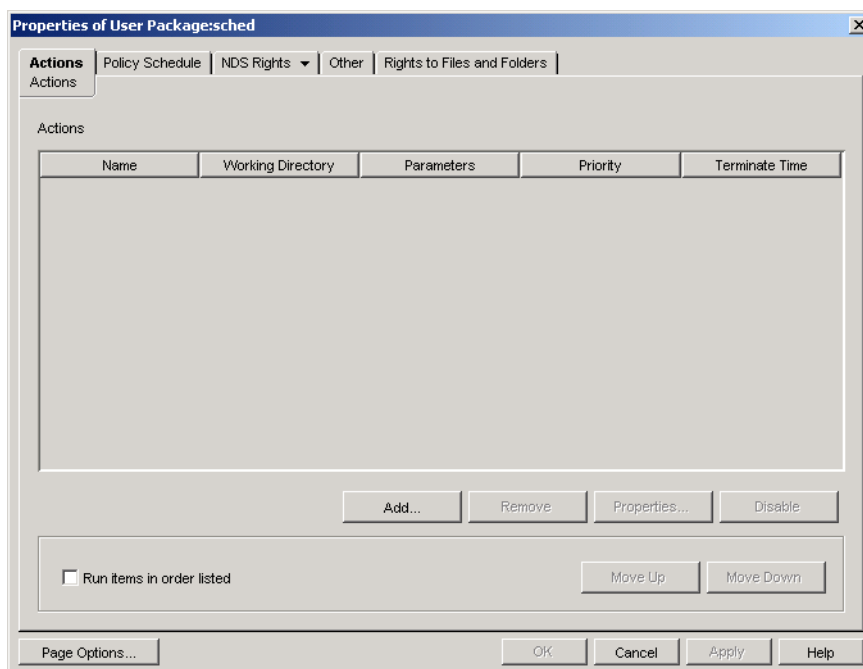 Properties of User Package:sched
Actions Policy Schedule NDS Rights Other Rights to Files and Folders
Actions
Actions
Name Working Directory Parameters Priority Terminate Time
Add... Remove Properties... Disable
Run items in order listed Move Up Move Down
Page Options... OK Cancel Apply Help